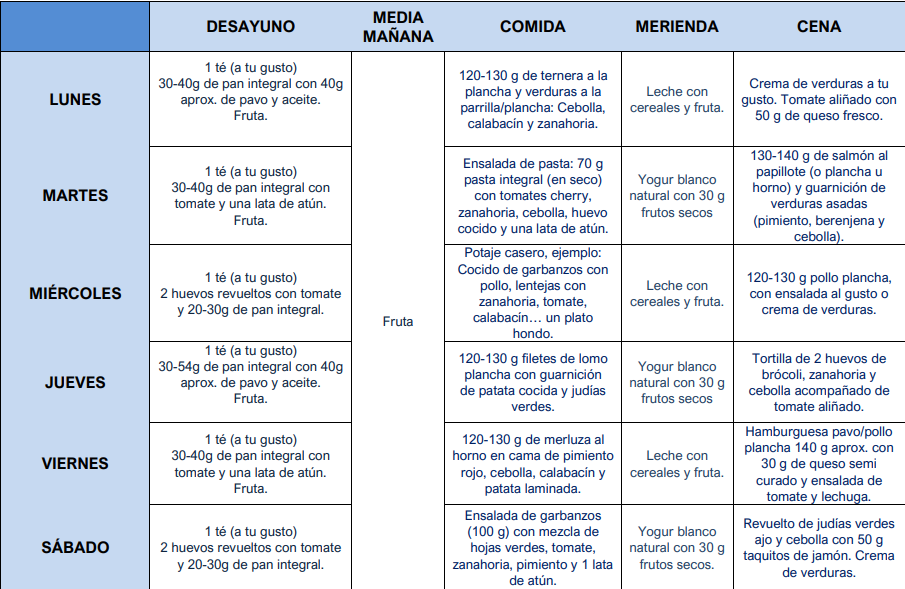 DESAYUNO
MEDIA
MAÑANA
COMIDA
MERIENDA
CENA
LUNES
1 té (a tu gusto)
30-40g de pan integral con 40g
aprox. de pavo y aceite.
Fruta.
Fruta
120-130 g de ternera a la
plancha y verduras a la
parrilla/plancha: Cebolla,
calabacín y zanahoria.
Leche con
cereales y fruta.
Crema de verduras a tu
gusto. Tomate aliñado con
50 g de queso fresco.
MARTES
1 té (a tu gusto)
30-40g de pan integral con
tomate y una lata de atún.
Fruta.
Ensalada de pasta: 70 g
pasta integral (en seco)
con tomates cherry,
zanahoria, cebolla, huevo
cocido y una lata de atún.
Yogur blanco
natural con 30 g
frutos secos
130-140 g de salmón al
papillote (o plancha u
horno) y guarnición de
verduras asadas
(pimiento, berenjena y
cebolla).
MIÉRCOLES
1 té (a tu gusto)
2 huevos revueltos con tomate
y 20-30g de pan integral.
Potaje casero, ejemplo:
Cocido de garbanzos con
pollo, lentejas con
zanahoria, tomate,
calabacín… un plato
hondo.
Leche con
cereales y fruta.
120-130 g pollo plancha,
con ensalada al gusto o
crema de verduras.
JUEVES
1 té (a tu gusto)
30-54g de pan integral con 40g
aprox. de pavo y aceite.
Fruta.
120-130 g filetes de lomo
plancha con guarnición
de patata cocida y judías
verdes.
Yogur blanco
natural con 30 g
frutos secos
Tortilla de 2 huevos de
brócoli, zanahoria y
cebolla acompañado de
tomate aliñado.
VIERNES
1 té (a tu gusto)
30-40g de pan integral con
tomate y una lata de atún.
Fruta.
120-130 g de merluza al
horno en cama de pimiento
rojo, cebolla, calabacín y
patata laminada.
Leche con
cereales y fruta.
Hamburguesa pavo/pollo
plancha 140 g aprox. con
30 g de queso semi
curado y ensalada de
tomate y lechuga.
SÁBADO
1 té (a tu gusto)
2 huevos revueltos con tomate
y 20-30g de pan integral.
Ensalada de garbanzos
(100 g) con mezcla de
hojas verdes, tomate,
zanahoria, pimiento y 1 lata
de atún.
Yogur blanco
natural con 30 g
frutos secos.
Revuelto de judías verdes
ajo y cebolla con 50 g
taquitos de jamón. Crema
de verduras.